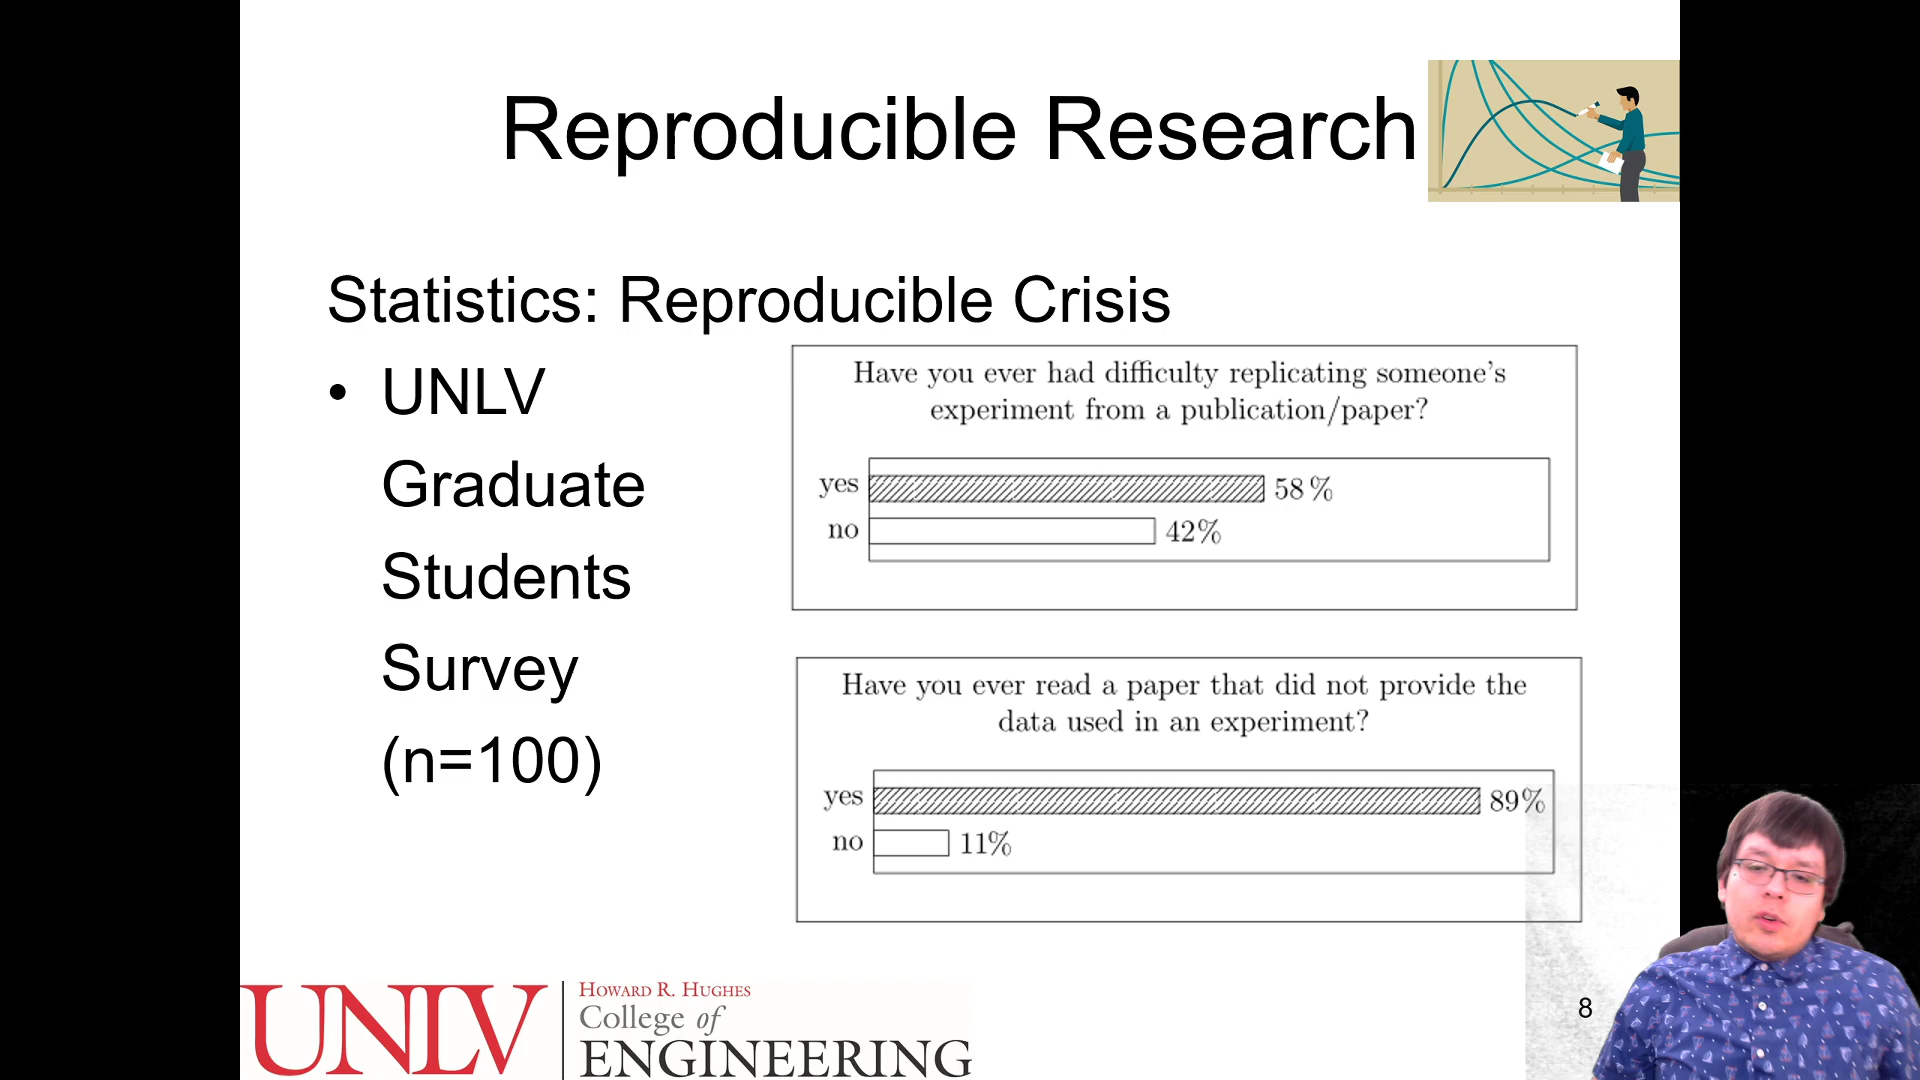 Reproducible Research
Statistics: Reproducible Crisis
• UNLV
Graduate
Students
Survey
(n=100)
Have you ever had difficulty replicating someone's
experiment from a publication/paper?
yes 58 %
no 42%
Have you ever read a paper that did not provide the
data used in an experiment?
yes 89%
no 11%
UNLV
Howard R. Hughes
College of
ENGINEERING
8